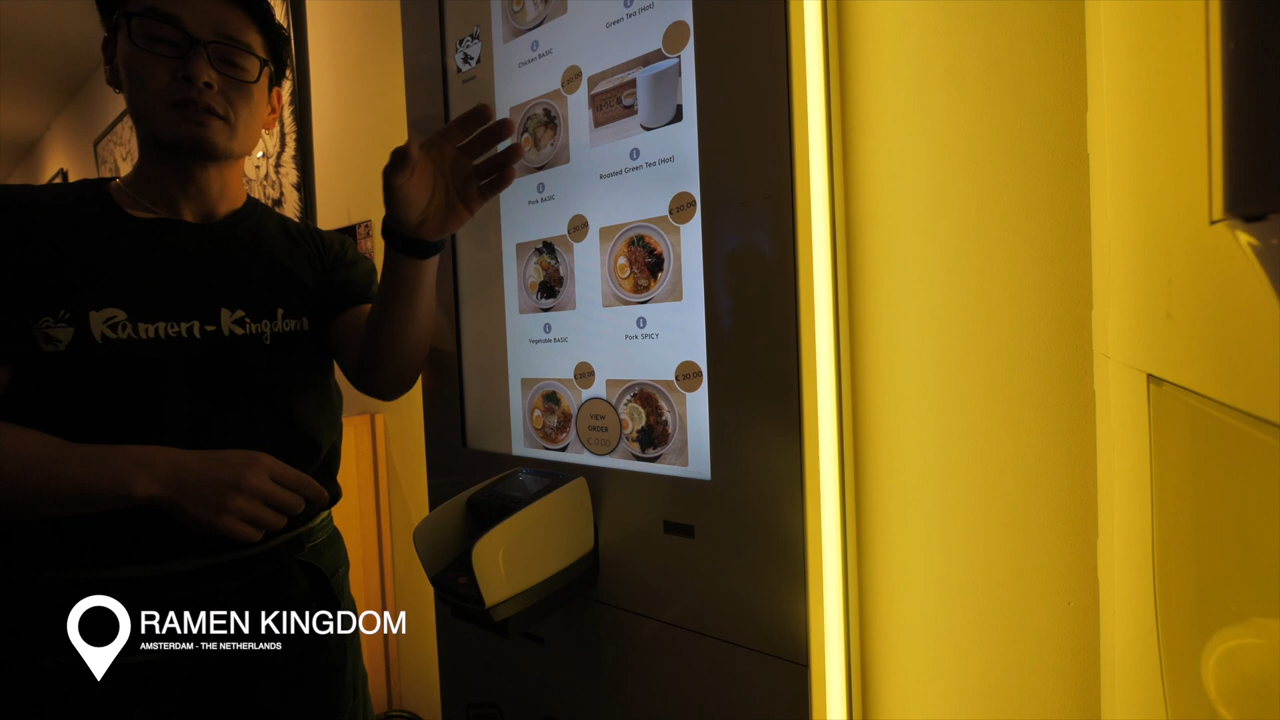 Green Tea (Hot)
Chicken BASIC
€ 20,00
Pork BASIC
Roasted Green Tea (Hot)
€ 20,00
€ 20,00
Vegetable BASIC
Pork SPICY
€ 20,00
€ 20,00
VIEW
ORDER
€ 0,00
Ramen-Kingdom
RAMEN KINGDOM
AMSTERDAM - THE NETHERLANDS